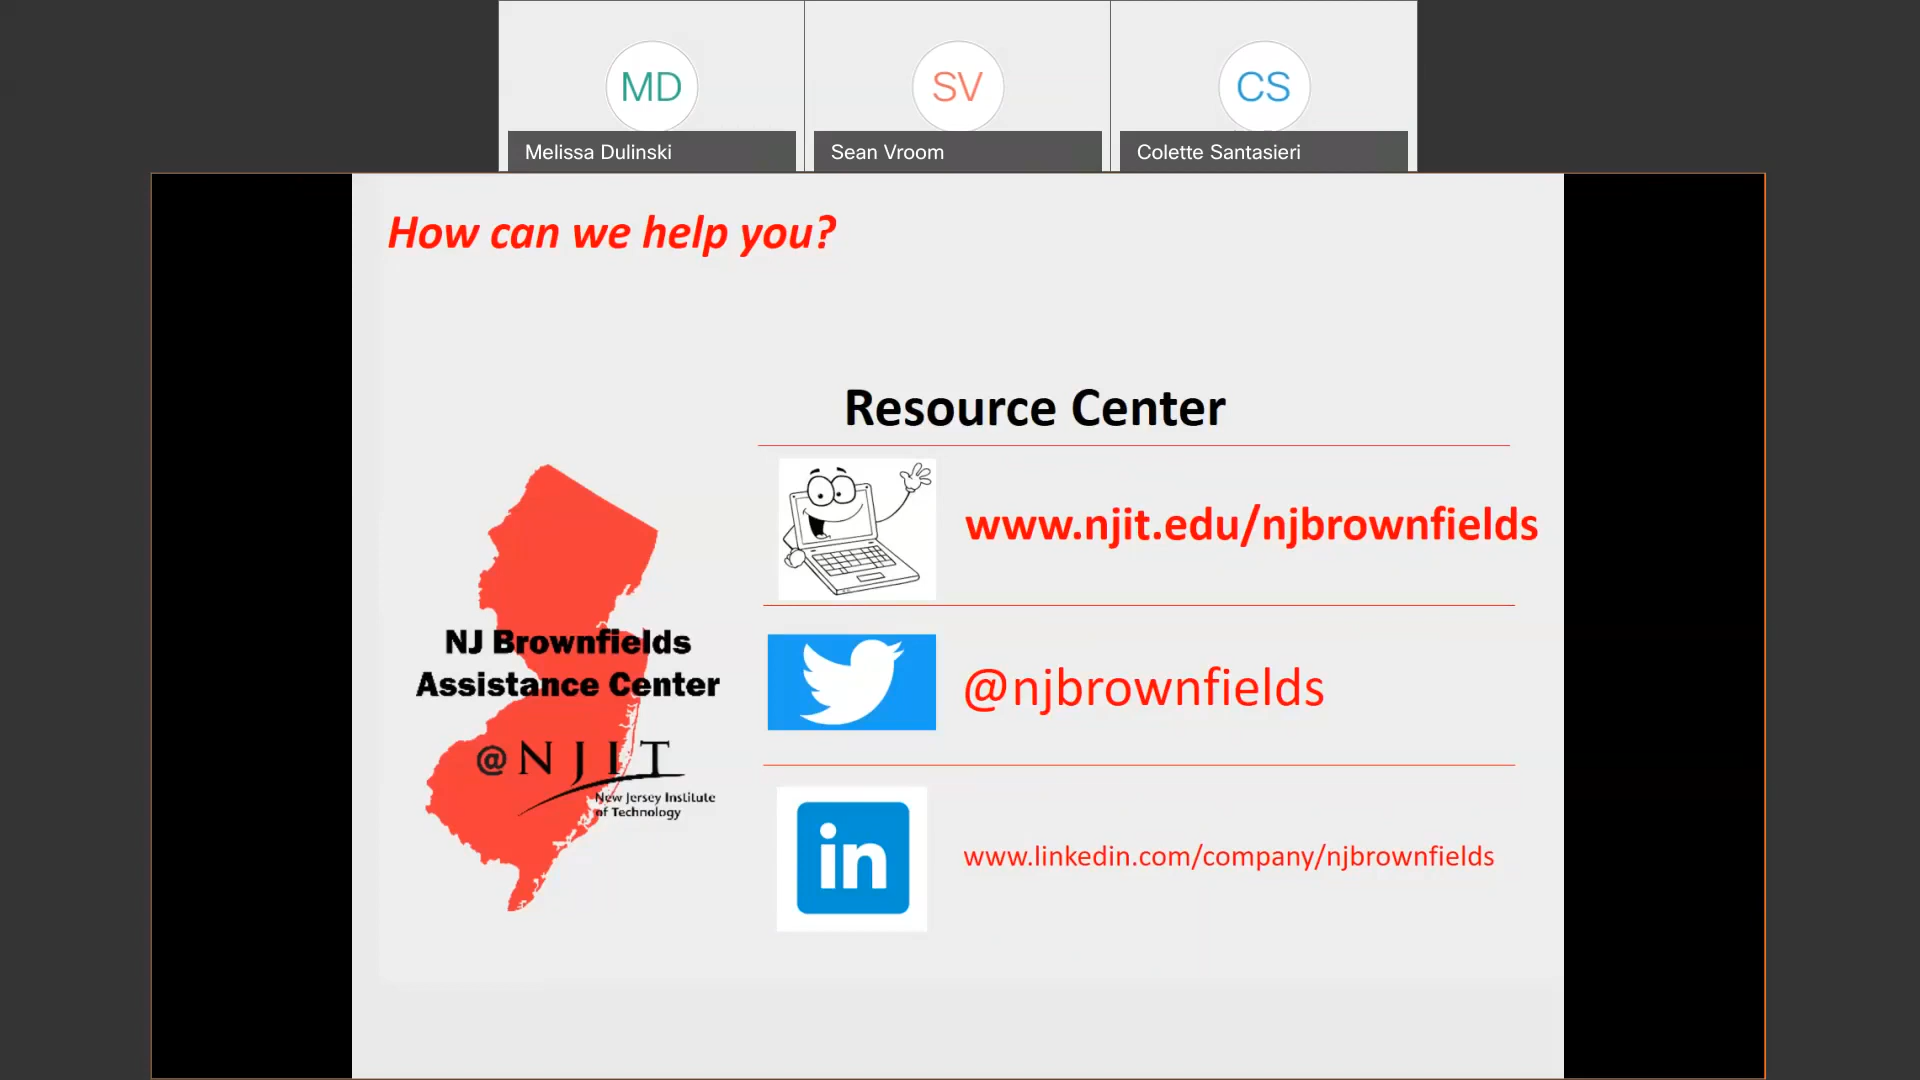 MD
SV
CS
Melissa Dulinski
Sean Vroom
Colette Santasieri
How can we help you?
Resource Center
www.njit.edu/njbrownfields
NJ Brownfields
Assistance Center
@NJIT
New Jersey Institute
of Technology
@njbrownfields
in
www.linkedin.com/company/njbrownfields